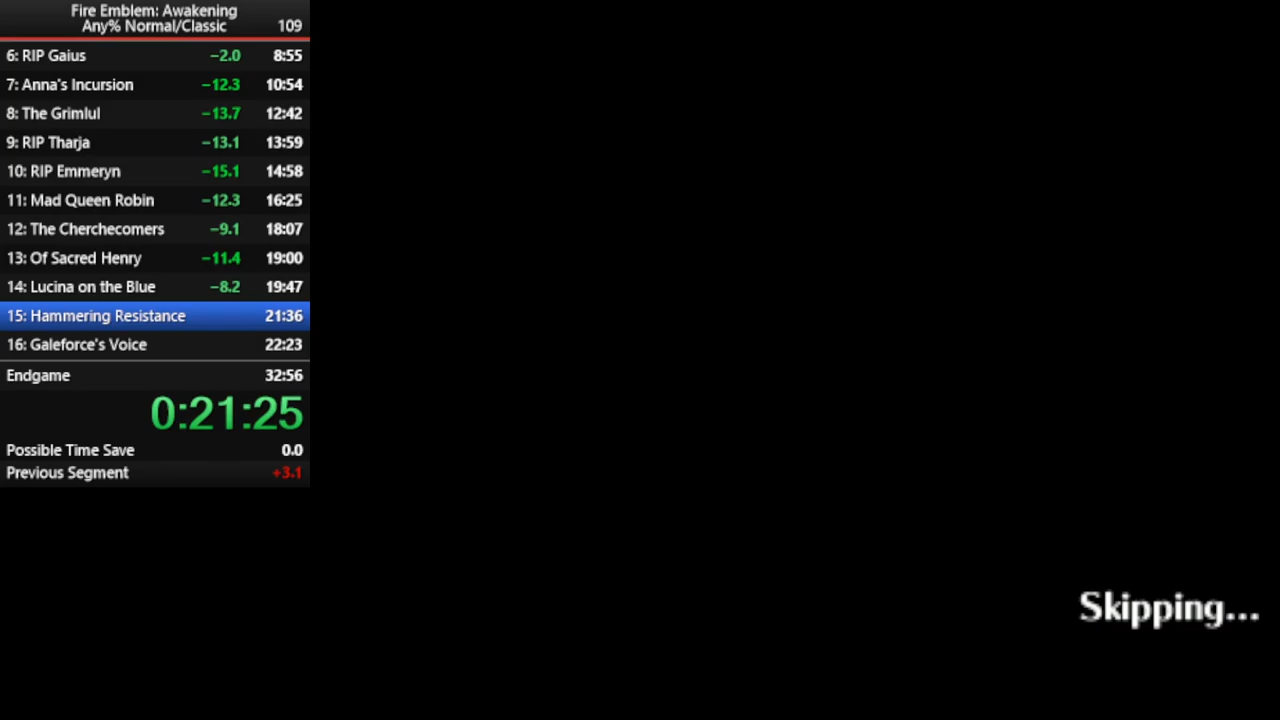 Fire Emblem: Awakening
Any% Normal/Classic 109
6: RIP Gaius −2.0 8:55
7: Anna's Incursion −12.3 10:54
8: The Grimlul −13.7 12:42
9: RIP Tharja −13.1 13:59
10: RIP Emmeryn −15.1 14:58
11: Mad Queen Robin −12.3 16:25
12: The Cherchecomers −9.1 18:07
13: Of Sacred Henry −11.4 19:00
14: Lucina on the Blue −8.2 19:47
15: Hammering Resistance 21:36
16: Galeforce's Voice 22:23
Endgame 32:56
0:21:25
Possible Time Save 0.0
Previous Segment +3.1
Skipping...